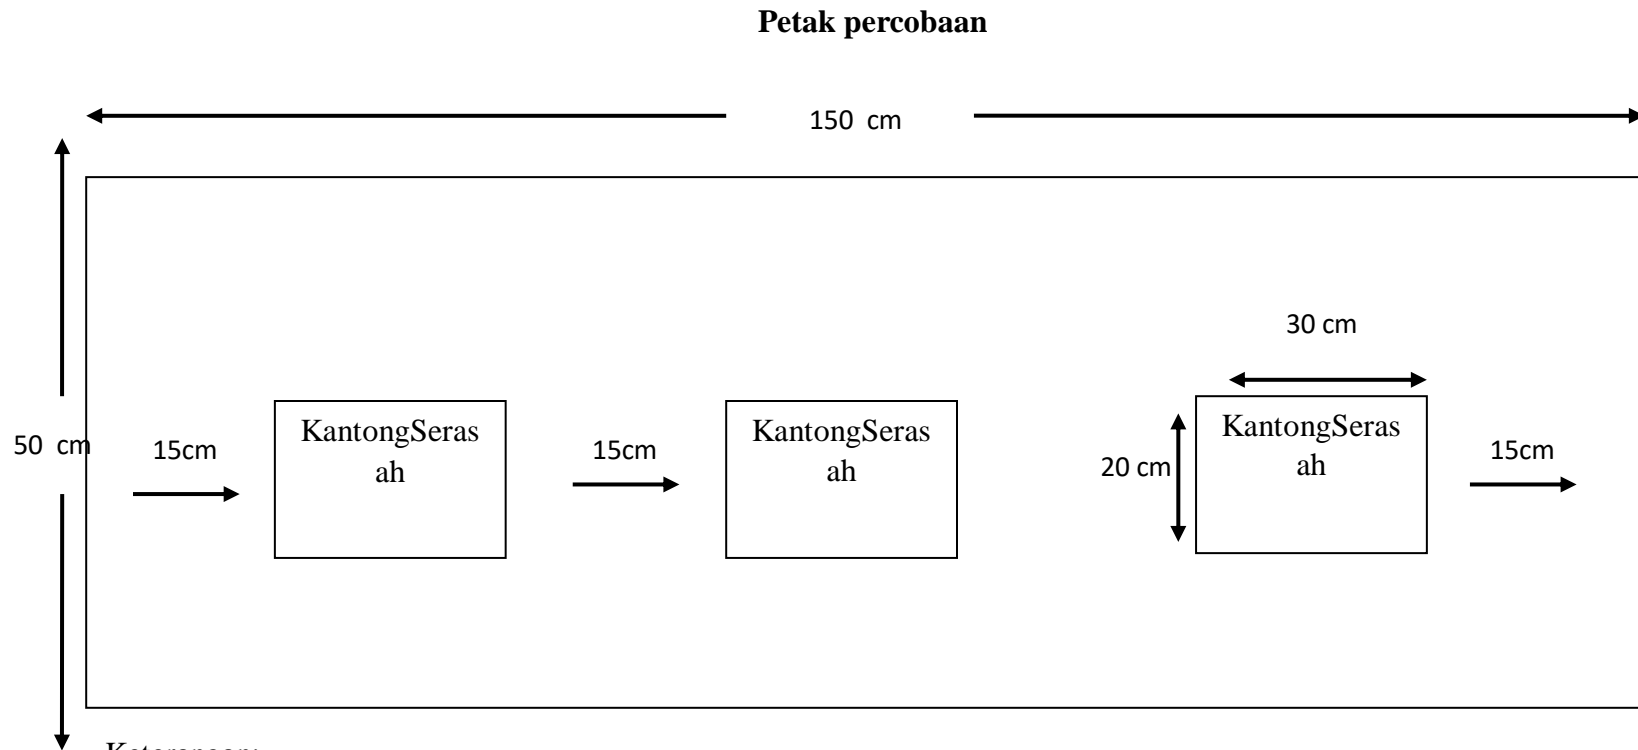 Petak percobaan
150 cm
30 cm
50 cm
15cm
KantongSeras
ah
15cm
KantongSeras
ah
20 cm
KantongSeras
ah
15cm